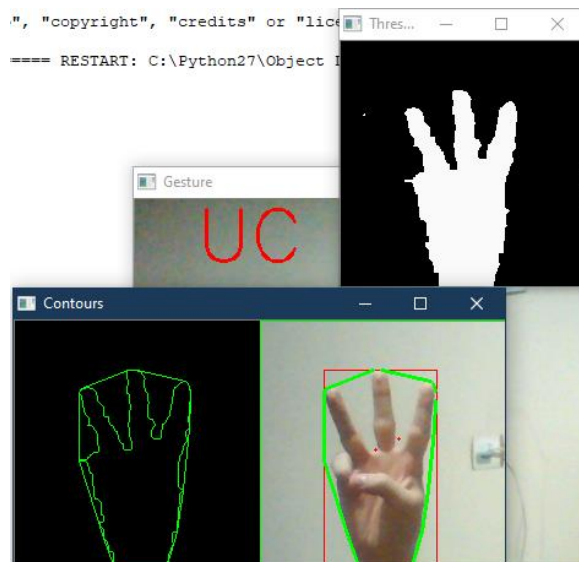 ", "copyright", "credits" or "lice
==== RESTART: C:\Python27\Object
Thres...
Gesture
UC
Contours